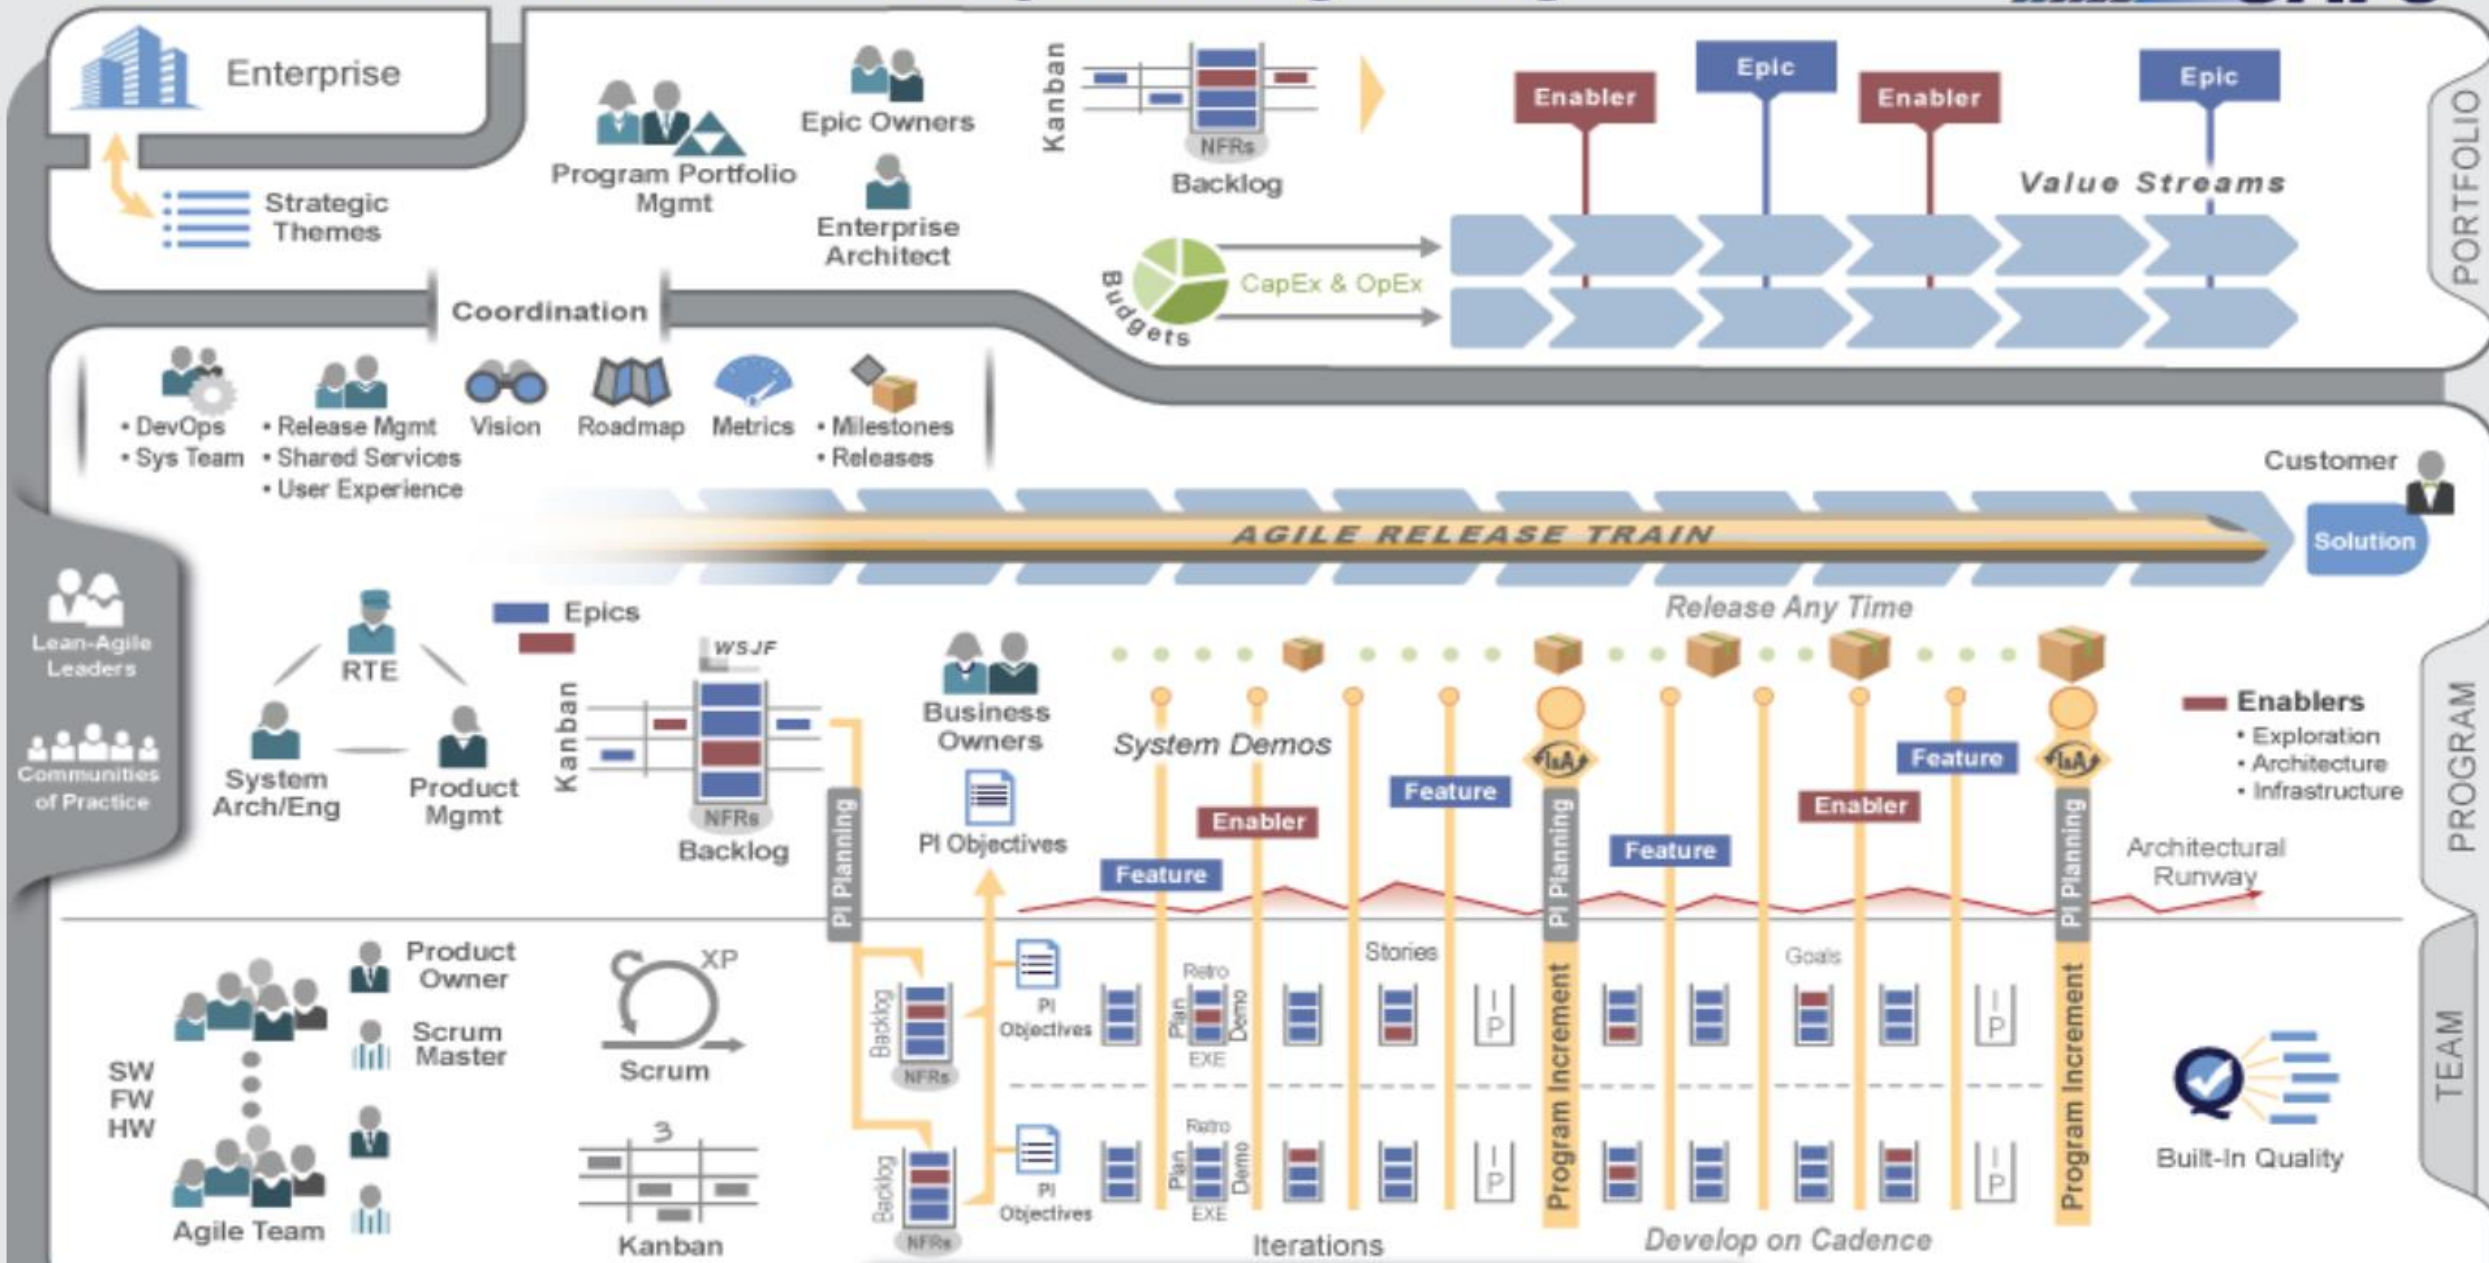 Enterprise
Strategic
Themes
Program Portfolio
Mgmt
Epic Owners
Enterprise
Architect
Kanban
NFRs
Backlog
Enabler
Epic
Enabler
Epic
Value Streams
Budgets
CapEx & OpEx
PORTFOLIO
Coordination
• DevOps
• Sys Team
• Release Mgmt
• Shared Services
• User Experience
Vision
Roadmap
Metrics
• Milestones
• Releases
Customer
AGILE RELEASE TRAIN
Solution
Release Any Time
Lean-Agile
Leaders
Communities
of Practice
RTE
System
Arch/Eng
Product
Mgmt
Epics
WSJF
Kanban
NFRs
Backlog
PI Planning
Business
Owners
PI Objectives
System Demos
Feature
Enabler
Feature
I&A
PI Planning
Feature
Enabler
Feature
I&A
PI Planning
Enablers
• Exploration
• Architecture
• Infrastructure
Architectural
Runway
PROGRAM
SW
FW
HW
Agile Team
Product
Owner
Scrum
Master
XP
Scrum
3
Kanban
Backlog
NFRs
Backlog
NFRs
PI
Objectives
PI
Objectives
Stories
Goals
Retro
Plan
Demo
EXE
I
P
I
P
Retro
Plan
Demo
EXE
I
P
I
P
Program Increment
Program Increment
Iterations
Develop on Cadence
Built-In Quality
TEAM